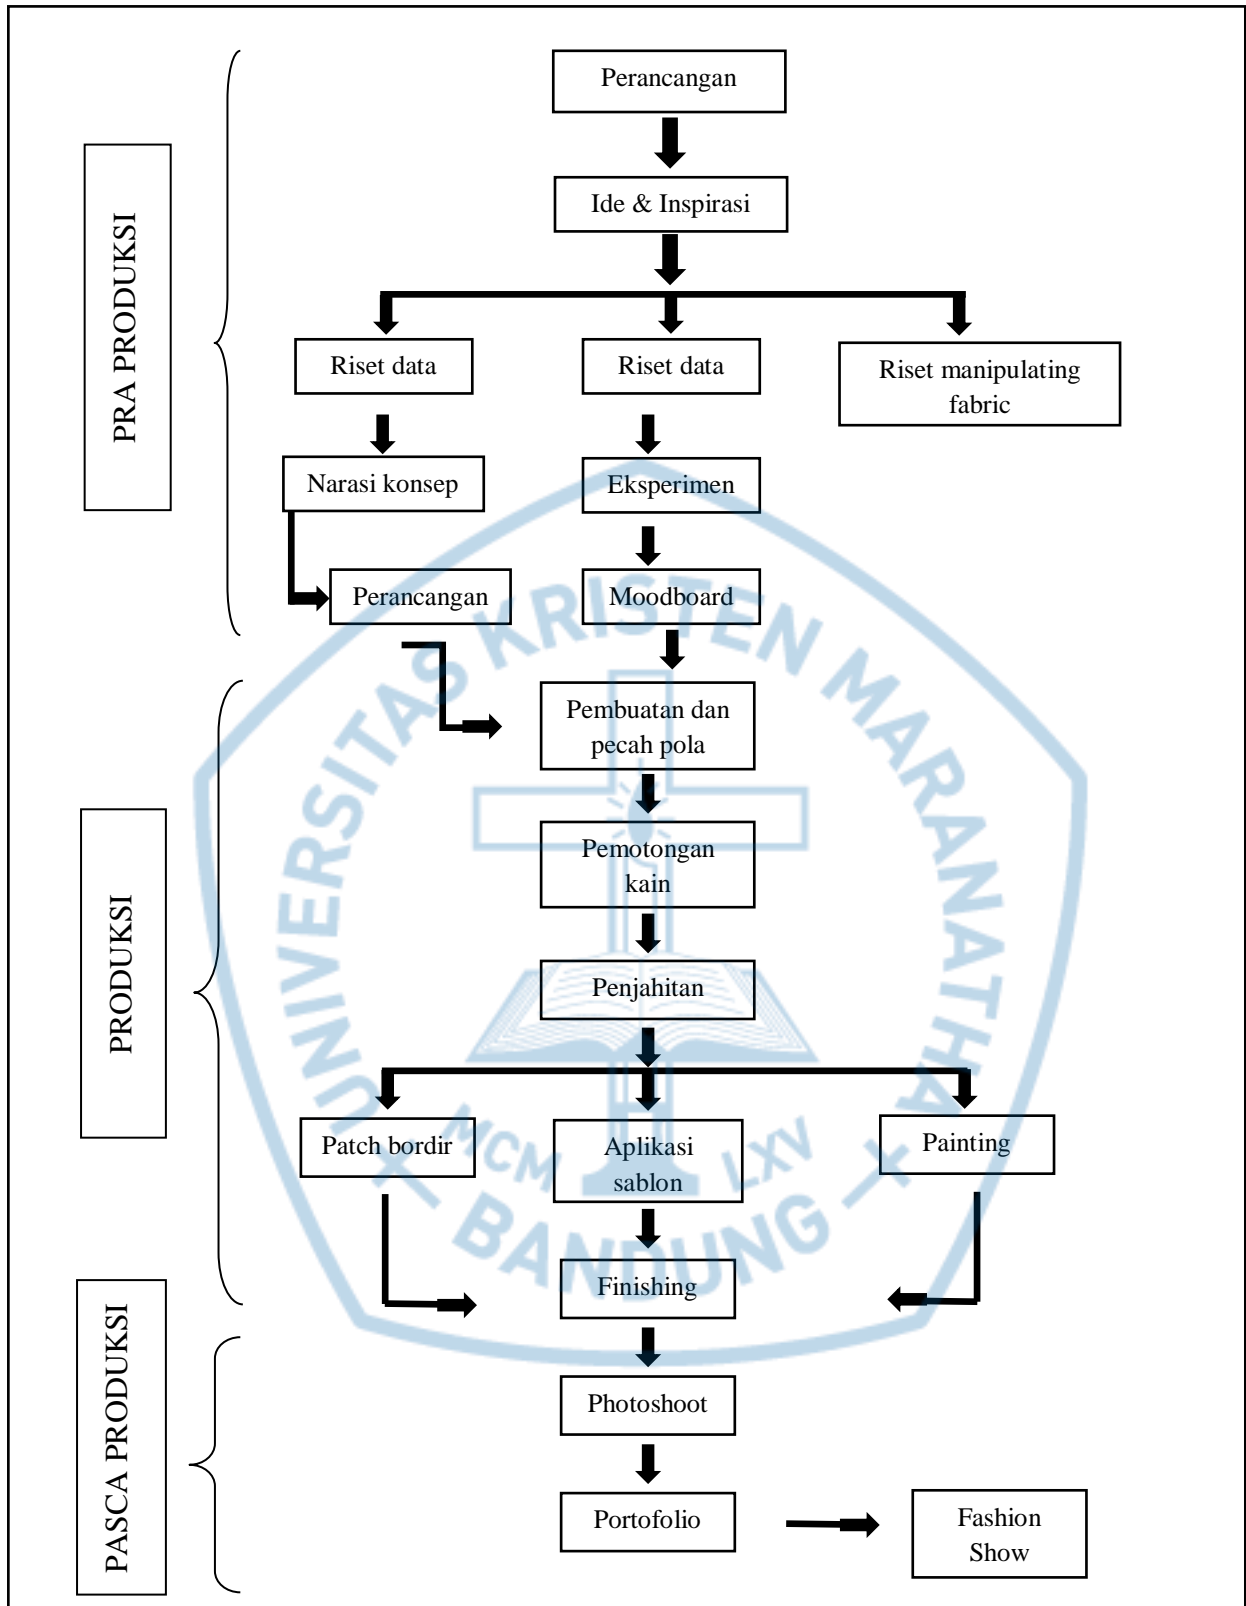 Perancangan
Ide & Inspirasi
PRA PRODUKSI
Riset data
Riset data
Riset manipulating
fabric
Narasi konsep
Eksperimen
Perancangan
Moodboard
PRODUKSI
Pembuatan dan
pecah pola
Pemotongan
kain
Penjahitan
Patch bordir
Aplikasi
sablon
Painting
Finishing
PASCA PRODUKSI
Photoshoot
Portofolio
Fashion
Show
UNIVERSITAS KRISTEN MARANATHA
MCM LXV
BANDUNG